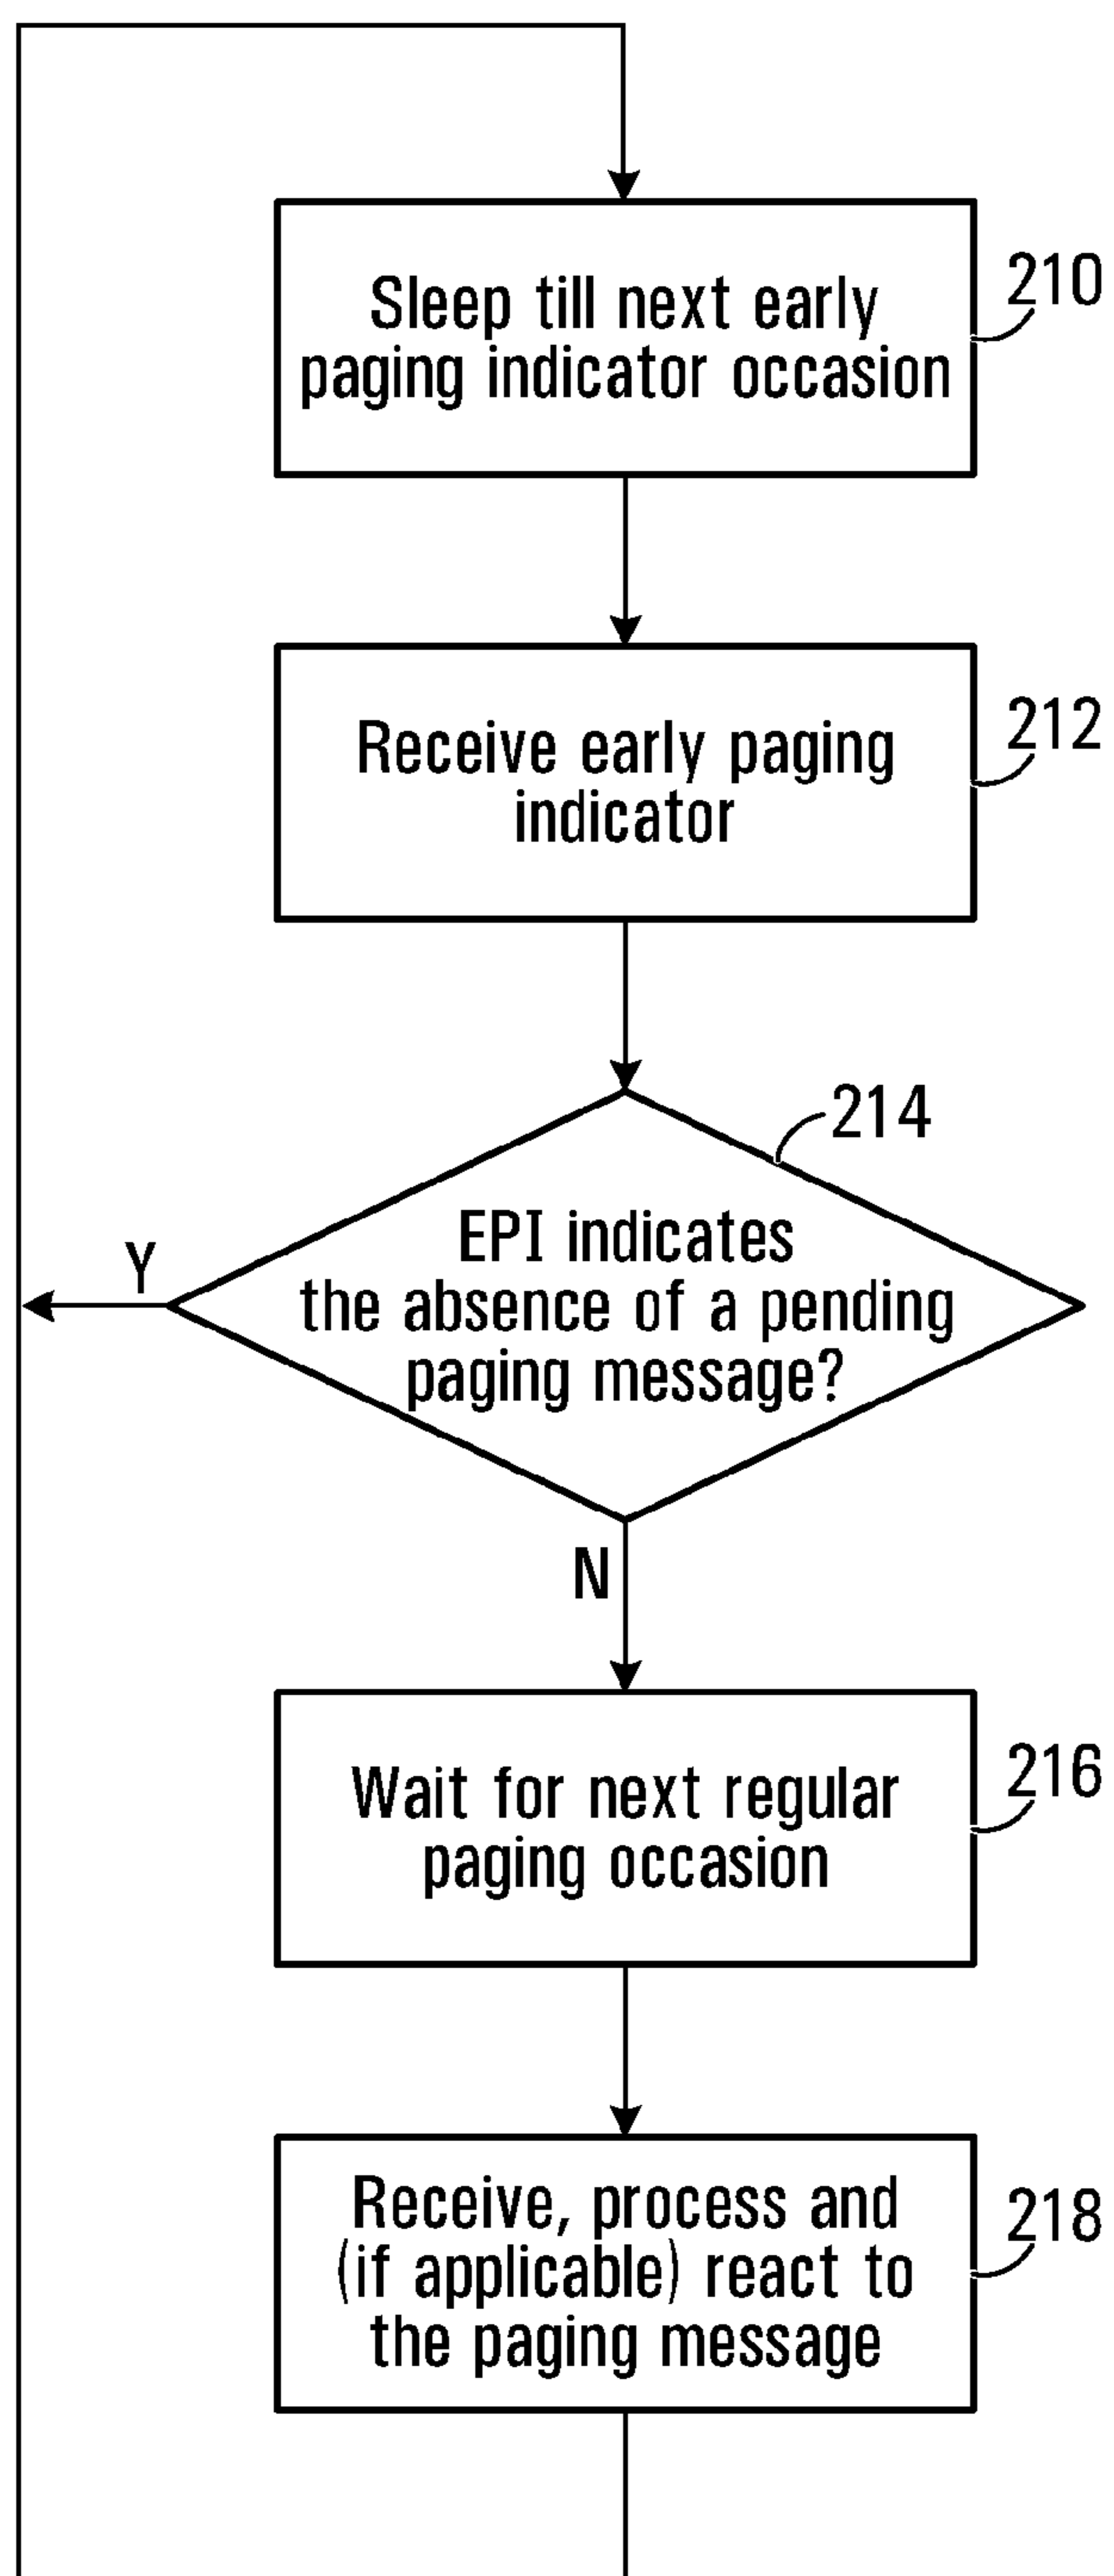 Sleep till next early
paging indicator occasion
210
Receive early paging
indicator
212
214
EPI indicates
the absence of a pending
paging message?
Y
N
Wait for next regular
paging occasion
216
Receive, process and
(if applicable) react to
the paging message
218